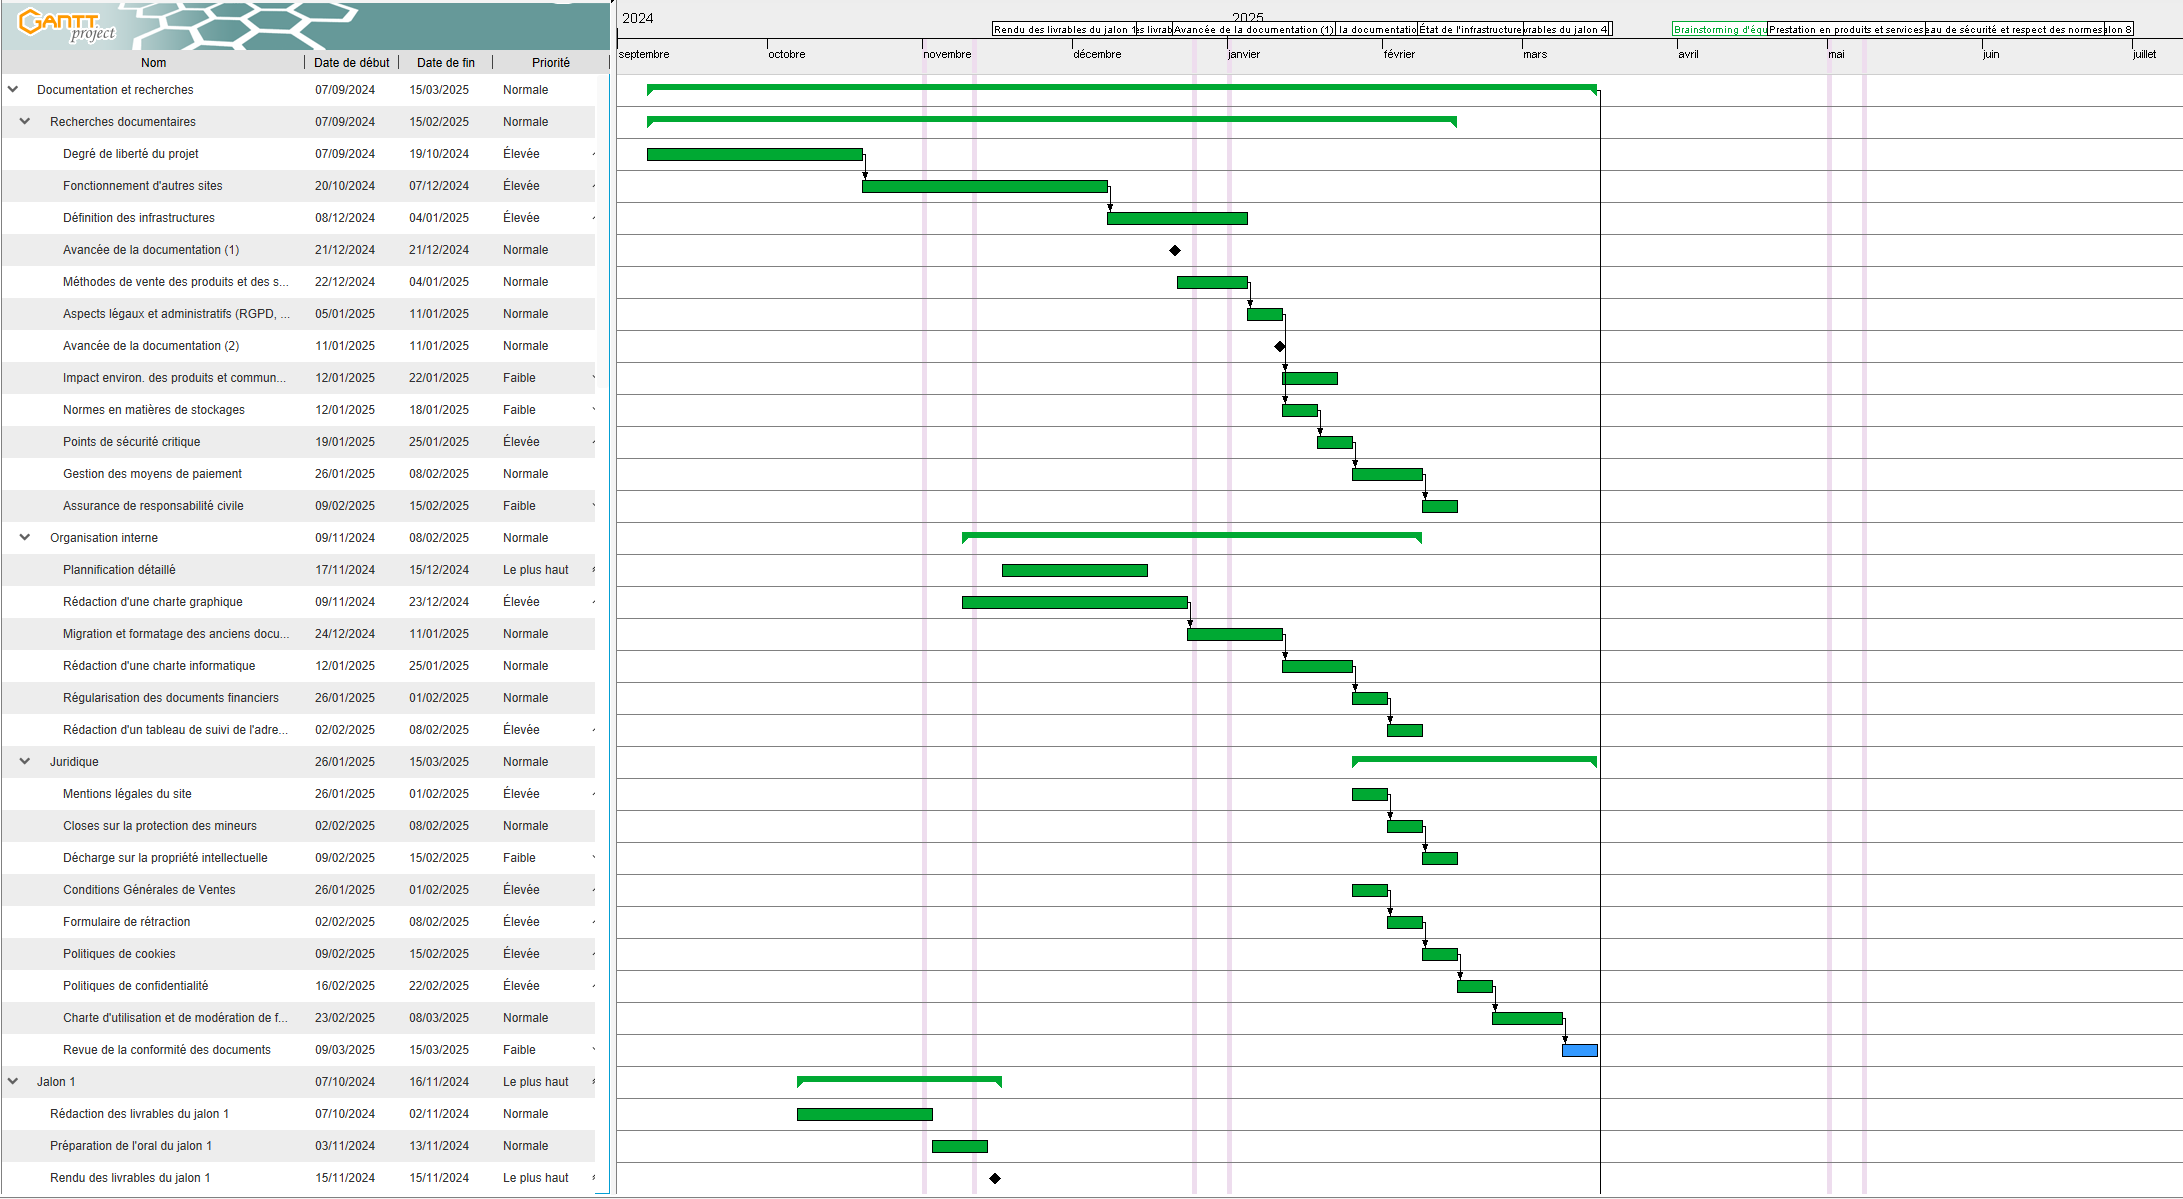 GANTT project
2024
2025
Rendu des livrables du jalon 1
es livrab
Avancée de la documentation (1)
la documentatio
État de l'infrastructure
vrables du jalon 4
Brainstorming d'équ
Prestation en produits et services
eau de sécurité et respect des normes
alon 8
septembre octobre novembre décembre janvier février mars avril mai juin juillet
Nom Date de début Date de fin Priorité
Documentation et recherches 07/09/2024 15/03/2025 Normale
Recherches documentaires 07/09/2024 15/02/2025 Normale
Degré de liberté du projet 07/09/2024 19/10/2024 Élevée
Fonctionnement d'autres sites 20/10/2024 07/12/2024 Élevée
Définition des infrastructures 08/12/2024 04/01/2025 Élevée
Avancée de la documentation (1) 21/12/2024 21/12/2024 Normale
Méthodes de vente des produits et des s... 22/12/2024 04/01/2025 Normale
Aspects légaux et administratifs (RGPD, ... 05/01/2025 11/01/2025 Normale
Avancée de la documentation (2) 11/01/2025 11/01/2025 Normale
Impact environ. des produits et commun... 12/01/2025 22/01/2025 Faible
Normes en matières de stockages 12/01/2025 18/01/2025 Faible
Points de sécurité critique 19/01/2025 25/01/2025 Élevée
Gestion des moyens de paiement 26/01/2025 08/02/2025 Normale
Assurance de responsabilité civile 09/02/2025 15/02/2025 Faible
Organisation interne 09/11/2024 08/02/2025 Normale
Plannification détaillé 17/11/2024 15/12/2024 Le plus haut
Rédaction d'une charte graphique 09/11/2024 23/12/2024 Élevée
Migration et formatage des anciens docu... 24/12/2024 11/01/2025 Normale
Rédaction d'une charte informatique 12/01/2025 25/01/2025 Normale
Régularisation des documents financiers 26/01/2025 01/02/2025 Normale
Rédaction d'un tableau de suivi de l'adre... 02/02/2025 08/02/2025 Élevée
Juridique 26/01/2025 15/03/2025 Normale
Mentions légales du site 26/01/2025 01/02/2025 Élevée
Closes sur la protection des mineurs 02/02/2025 08/02/2025 Normale
Décharge sur la propriété intellectuelle 09/02/2025 15/02/2025 Faible
Conditions Générales de Ventes 26/01/2025 01/02/2025 Élevée
Formulaire de rétraction 02/02/2025 08/02/2025 Élevée
Politiques de cookies 09/02/2025 15/02/2025 Élevée
Politiques de confidentialité 16/02/2025 22/02/2025 Élevée
Charte d'utilisation et de modération de f... 23/02/2025 08/03/2025 Normale
Revue de la conformité des documents 09/03/2025 15/03/2025 Faible
Jalon 1 07/10/2024 16/11/2024 Le plus haut
Rédaction des livrables du jalon 1 07/10/2024 02/11/2024 Normale
Préparation de l'oral du jalon 1 03/11/2024 13/11/2024 Normale
Rendu des livrables du jalon 1 15/11/2024 15/11/2024 Le plus haut